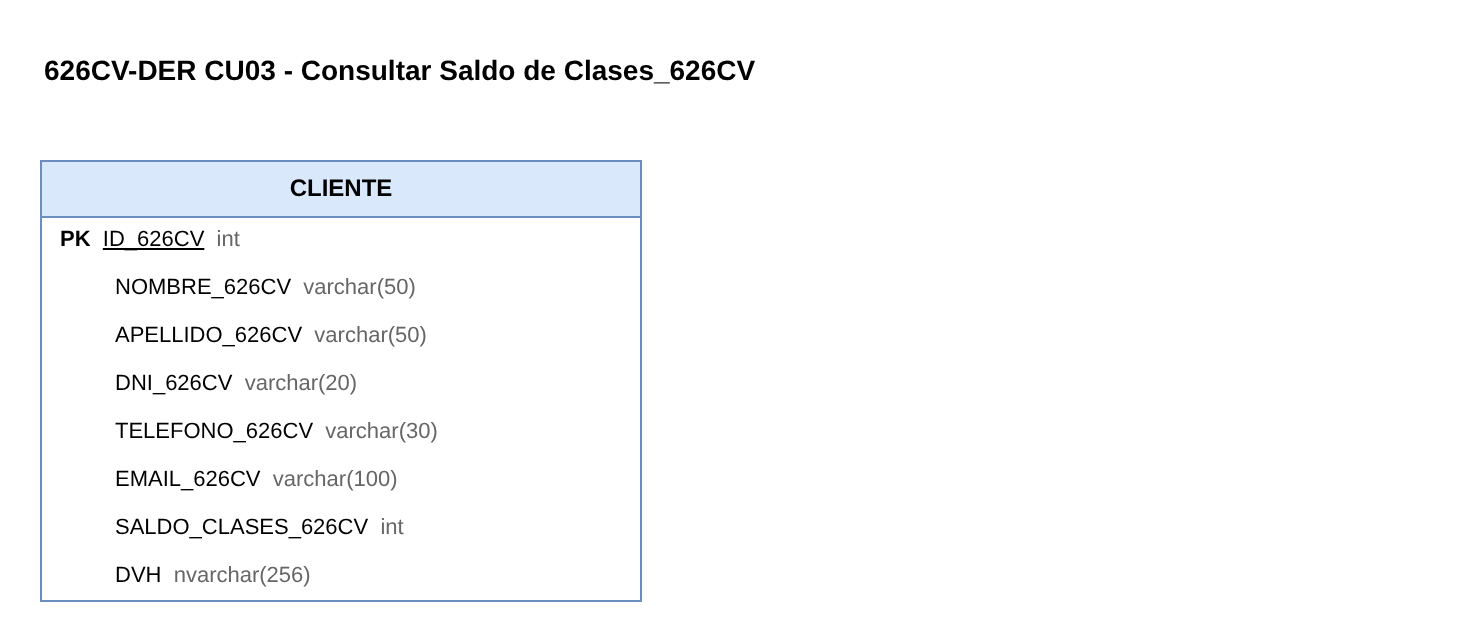 626CV-DER CU03 - Consultar Saldo de Clases_626CV
CLIENTE
PK ID_626CV int
NOMBRE_626CV varchar(50)
APELLIDO_626CV varchar(50)
DNI_626CV varchar(20)
TELEFONO_626CV varchar(30)
EMAIL_626CV varchar(100)
SALDO_CLASES_626CV int
DVH nvarchar(256)